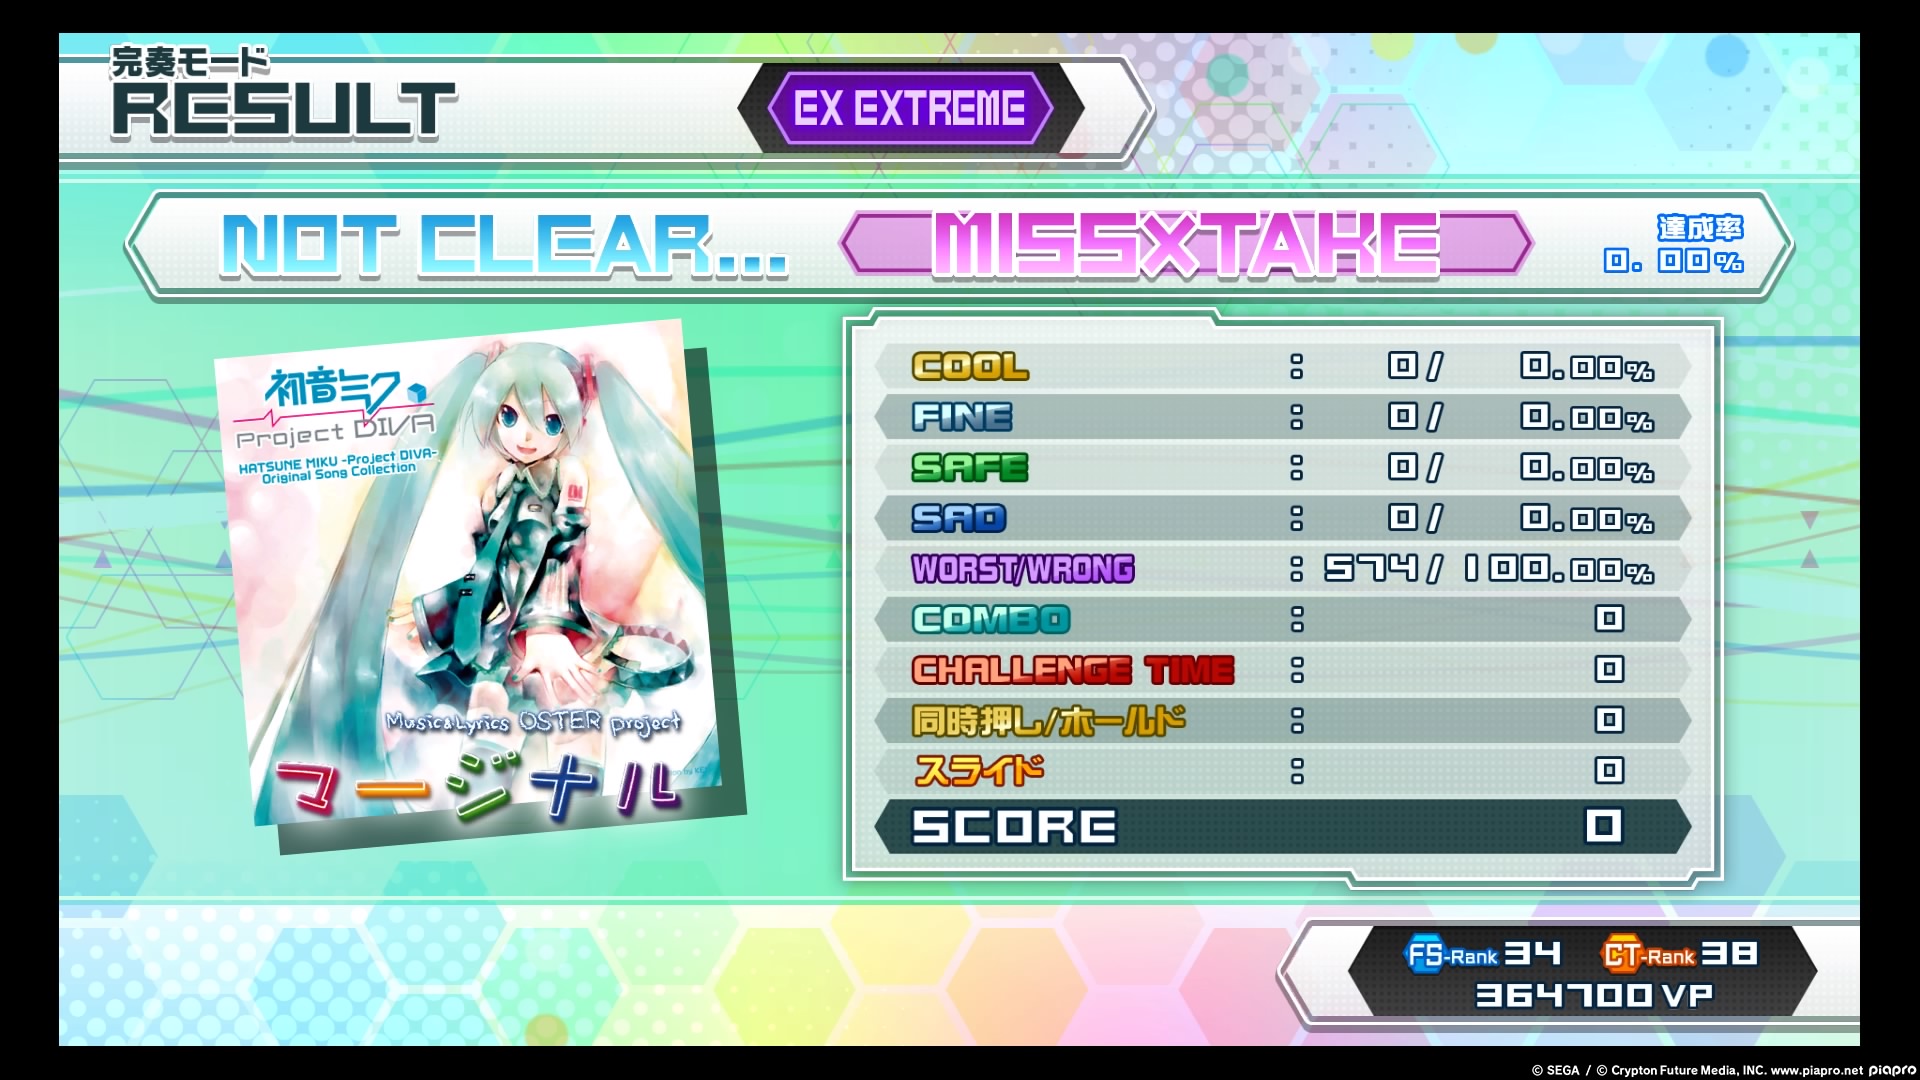 完奏モード
RESULT
EX EXTREME
NOT CLEAR...
MISS×TAKE
達成率
0.00%
初音ミク
Project DIVA
HATSUNE MIKU -Project DIVA-
Original Song Collection
01
Music&Lyrics OSTER project
マージナル
COOL : 0/ 0.00%
FINE : 0/ 0.00%
SAFE : 0/ 0.00%
SAD : 0/ 0.00%
WORST/WRONG : 574/ 100.00%
COMBO : 0
CHALLENGE TIME : 0
同時押し/ホールド : 0
スライド : 0
SCORE 0
FS-Rank 34 CT-Rank 38
364700 VP
© SEGA / © Crypton Future Media, INC. www.piapro.net piapro